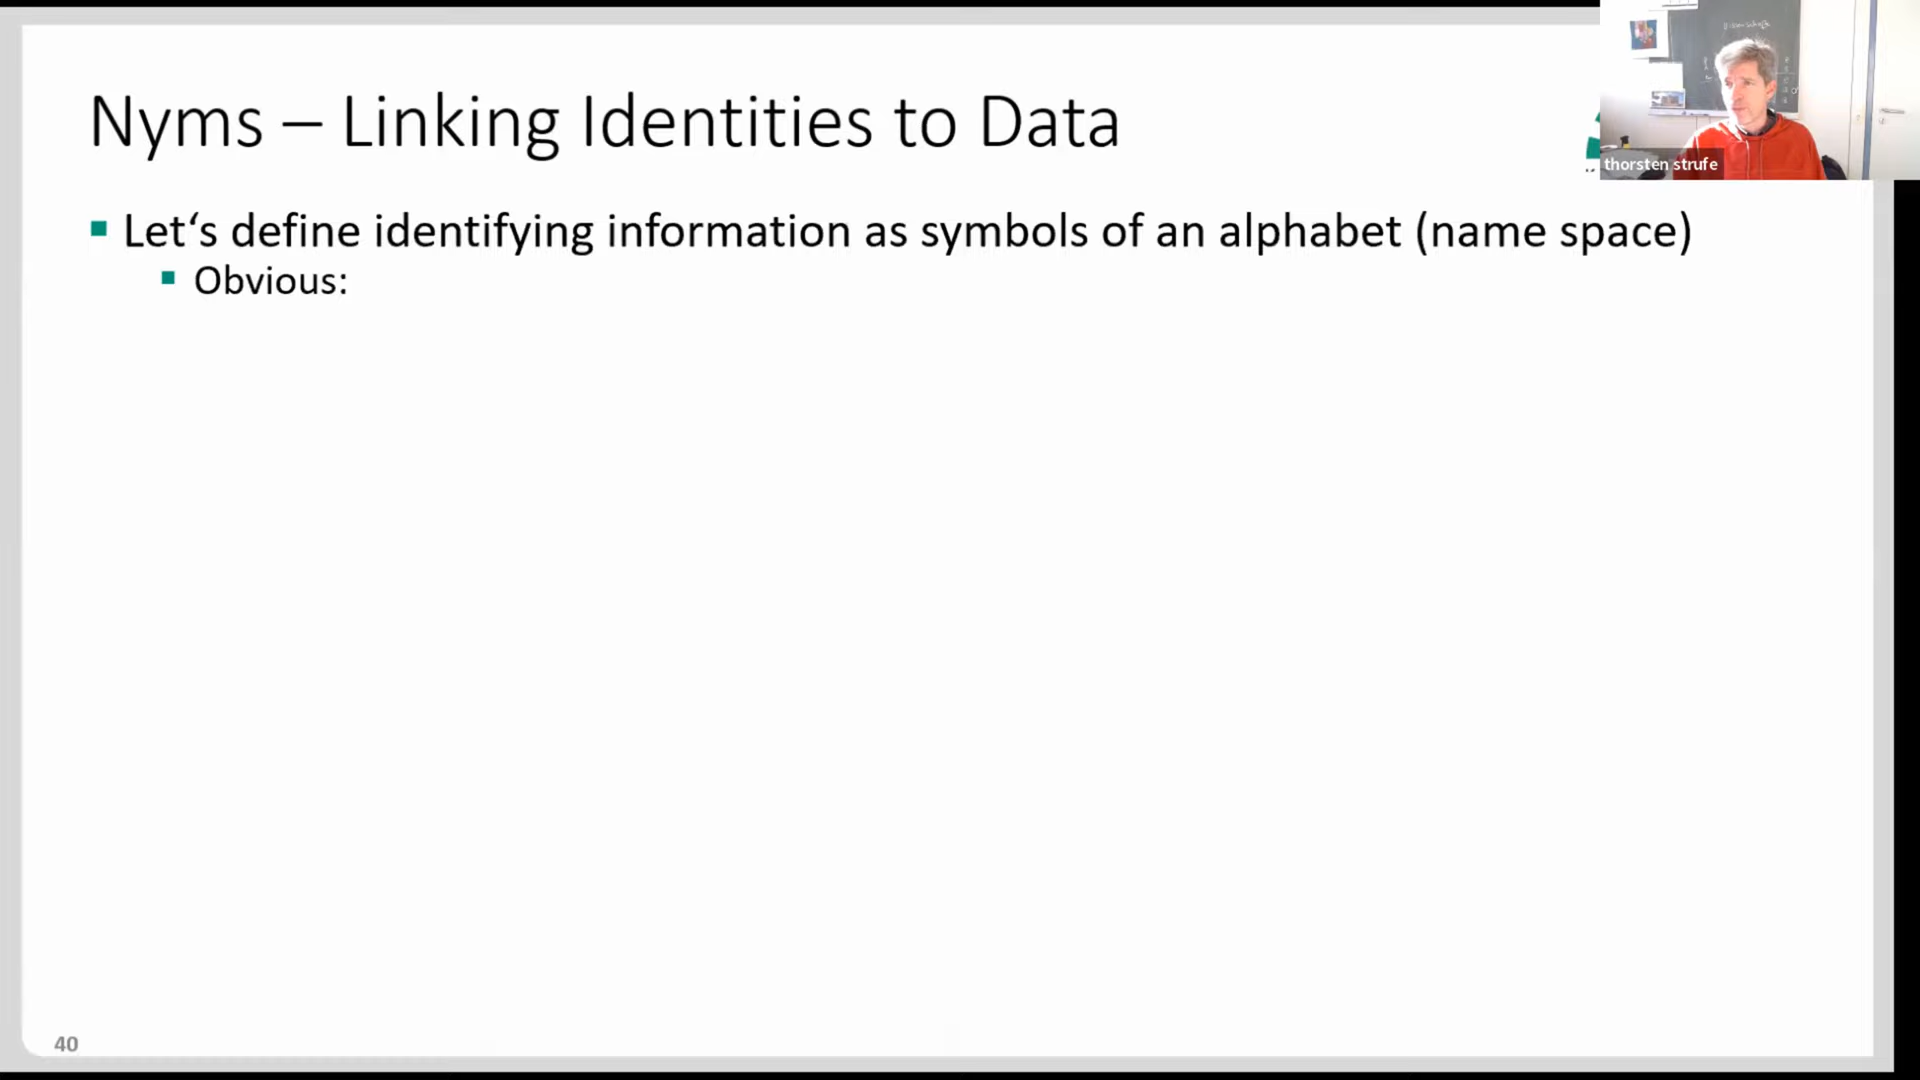 Nyms – Linking Identities to Data
thorsten strufe
Let‘s define identifying information as symbols of an alphabet (name space)
Obvious:
40